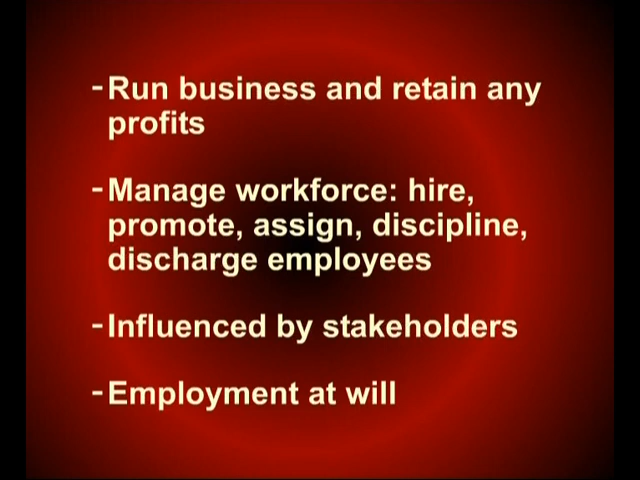 - Run business and retain any
profits
- Manage workforce: hire,
promote, assign, discipline,
discharge employees
- Influenced by stakeholders
- Employment at will